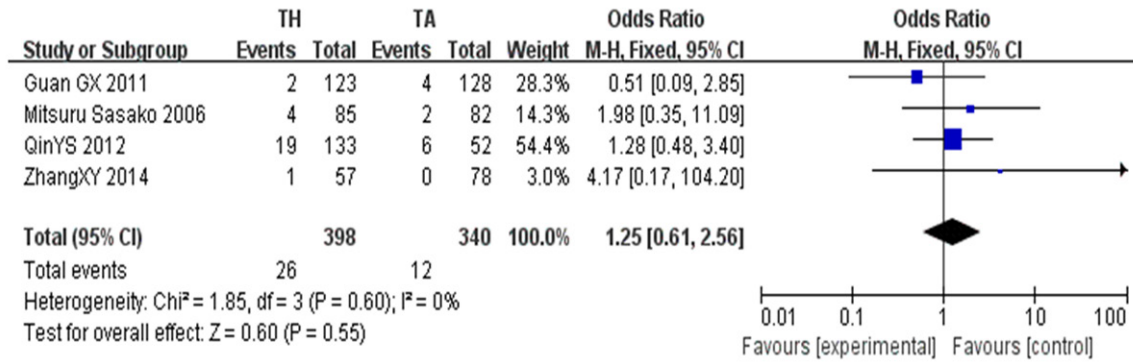 TH TA Odds Ratio Odds Ratio
Study or Subgroup Events Total Events Total Weight M-H, Fixed, 95% CI M-H, Fixed, 95% CI
Guan GX 2011 2 123 4 128 28.3% 0.51 [0.09, 2.85]
Mitsuru Sasako 2006 4 85 2 82 14.3% 1.98 [0.35, 11.09]
QinYS 2012 19 133 6 52 54.4% 1.28 [0.48, 3.40]
ZhangXY 2014 1 57 0 78 3.0% 4.17 [0.17, 104.20]
Total (95% CI) 398 340 100.0% 1.25 [0.61, 2.56]
Total events 26 12
Heterogeneity: Chi² = 1.85, df = 3 (P = 0.60); I² = 0%
Test for overall effect: Z = 0.60 (P = 0.55)
0.01 0.1 1 10 100
Favours [experimental] Favours [control]